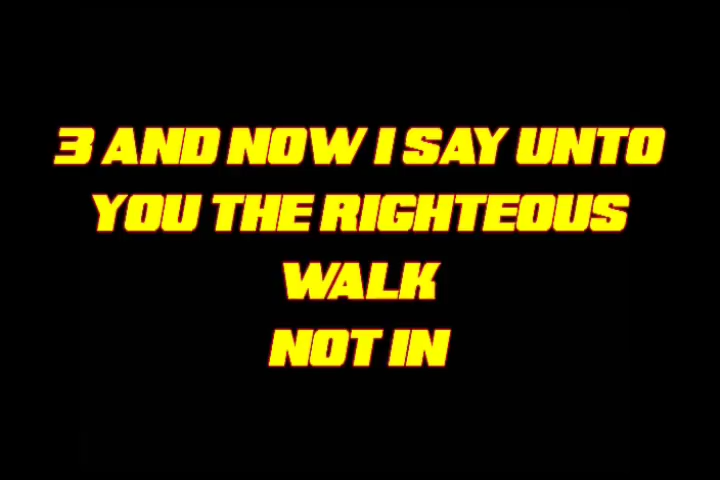 3 AND NOW I SAY UNTO
YOU THE RIGHTEOUS
WALK
NOT IN